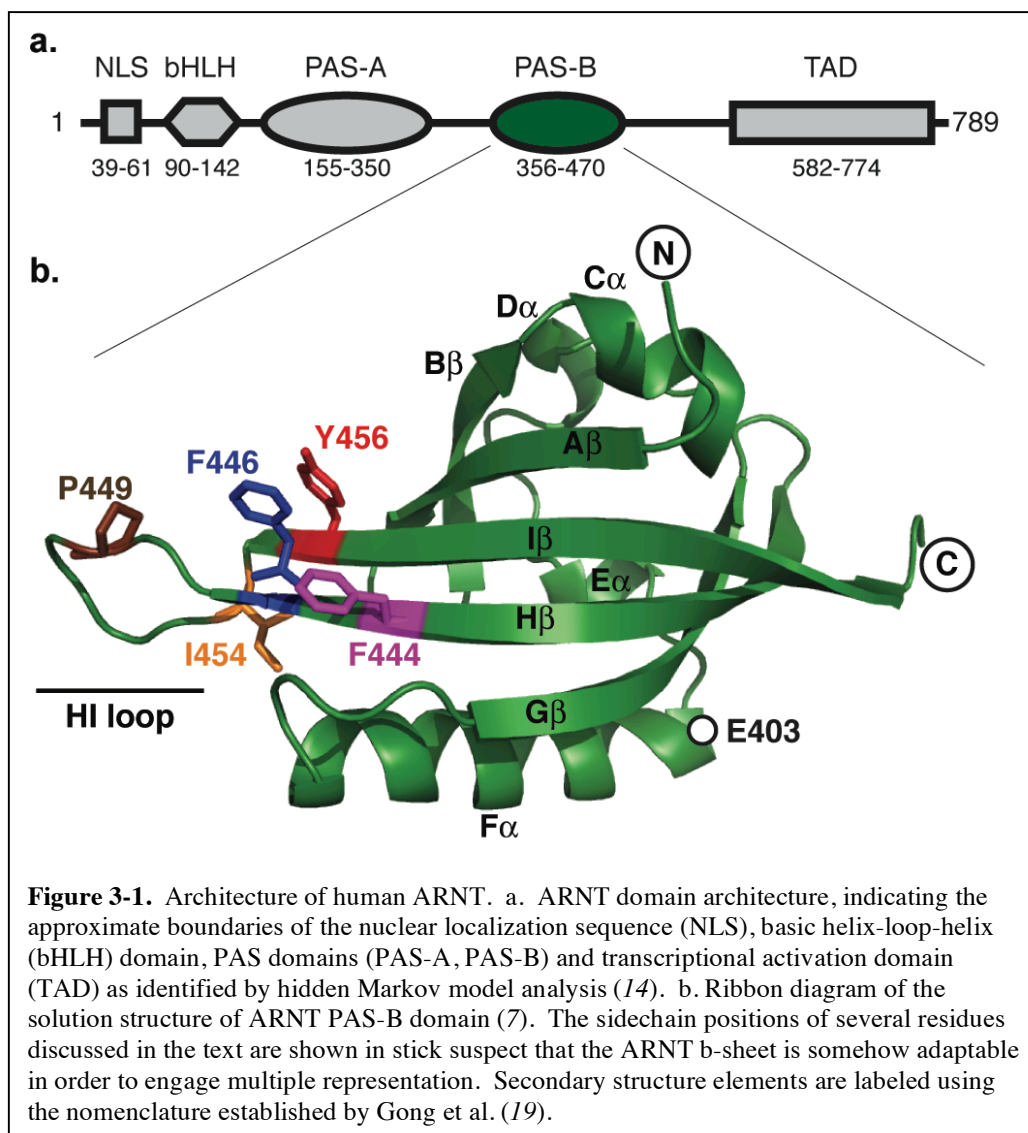 a.
NLS bHLH PAS-A PAS-B TAD
1 789
39-61 90-142 155-350 356-470 582-774
b.
N
Cα
Dα
Bβ
Y456
Aβ
F446
P449
Iβ
C
Eα
Hβ
I454 F444
HI loop
Gβ
E403
Fα
Figure 3-1. Architecture of human ARNT. a. ARNT domain architecture, indicating the
approximate boundaries of the nuclear localization sequence (NLS), basic helix-loop-helix
(bHLH) domain, PAS domains (PAS-A, PAS-B) and transcriptional activation domain
(TAD) as identified by hidden Markov model analysis (14). b. Ribbon diagram of the
solution structure of ARNT PAS-B domain (7). The sidechain positions of several residues
discussed in the text are shown in stick suspect that the ARNT b-sheet is somehow adaptable
in order to engage multiple representation. Secondary structure elements are labeled using
the nomenclature established by Gong et al. (19).